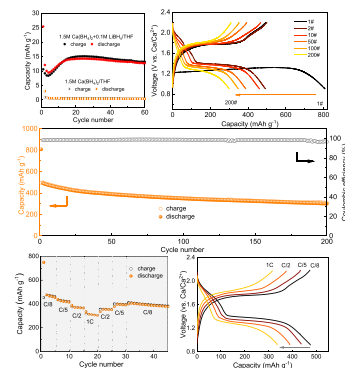 1.5M Ca(BH₄)₂+0.1M LiBH₄/THF
charge discharge
1.5M Ca(BH₄)₂/THF
charge discharge
Capacity (mAh g⁻¹)
30
25
20
15
10
5
0
0 20 40 60
Cycle number
Voltage (V vs. Ca/Ca²⁺)
2.0
1.6
1.2
0.8
1#
2#
10#
50#
100#
200#
200# 1#
0 200 400 600 800
Capacity (mAh g⁻¹)
Capacity (mAh g⁻¹)
1000
800
600
400
200
0
charge
discharge
100
80
60
40
20
0
Coulombic efficiency (%)
0 50 100 150 200
Cycle number
Capacity (mAh g⁻¹)
800
600
400
200
0
charge
discharge
C/8 C/5 C/2 1C C/2 C/5 C/8
10 20 30 40
Cycle number
Voltage (vs. Ca/Ca²⁺)
2.0
1.6
1.2
0.8
1C C/2 C/5 C/8
0 100 200 300 400 500
Capacity (mAh g⁻¹)